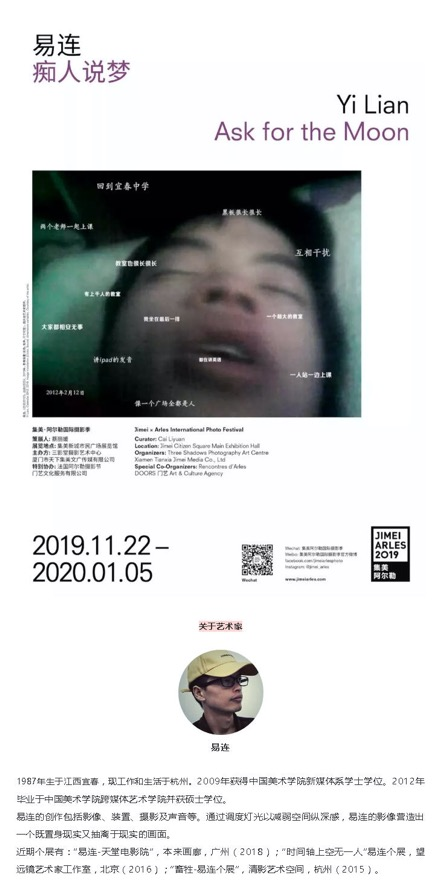 易连
痴人说梦
Yi Lian
Ask for the Moon
回到宜春中学
黑板很长很长
两个老师一起上课
互相干扰
教室也很长很长
有上千人的教室
我坐在最后一排
一个超大的教室
大家都相安无事
讲ipad的发音
都在讲英语
一人站一边上课
2012年2月12日
像一个广场全都是人
集美·阿尔勒国际摄影季
策展人: 蔡丽媛
展览地点: 集美新城市民广场展览馆
主办方: 三影堂摄影艺术中心
厦门市天下集美文广传媒有限公司
特别协办: 法国阿尔勒摄影节
门艺文化服务有限公司
Jimei × Arles International Photo Festival
Curator: Cai Liyuan
Location: Jimei Citizen Square Main Exhibition Hall
Organizers: Three Shadows Photography Art Centre
Xiamen Tianxia Jimei Media Co., Ltd
Special Co-Organizers: Rencontres d'Arles
DOORS 门艺 Art & Culture Agency
2019.11.22 –
2020.01.05
Wechat
Wechat: 集美阿尔勒国际摄影季
Weibo: 集美阿尔勒国际摄影季官方微博
facebook.com/jimeiarlesphoto
Instagram: @jimei_arles
www.jimeiarles.com
JIMEI
ARLES
2019
集美
阿尔勒
关于艺术家
易连
1987年生于江西宜春，现工作和生活于杭州。2009年获得中国美术学院新媒体系学士学位。2012年
毕业于中国美术学院跨媒体艺术学院并获硕士学位。
易连的创作包括影像、装置、摄影及声音等。通过调度灯光以减弱空间纵深感，易连的影像营造出
一个既置身现实又抽离于现实的画面。
近期个展有：“易连-天堂电影院”，本来画廊，广州（2018）；“时间轴上空无一人”易连个展，望
远镜艺术家工作室，北京（2016）；“畜牲-易连个展”，清影艺术空间，杭州（2015）。